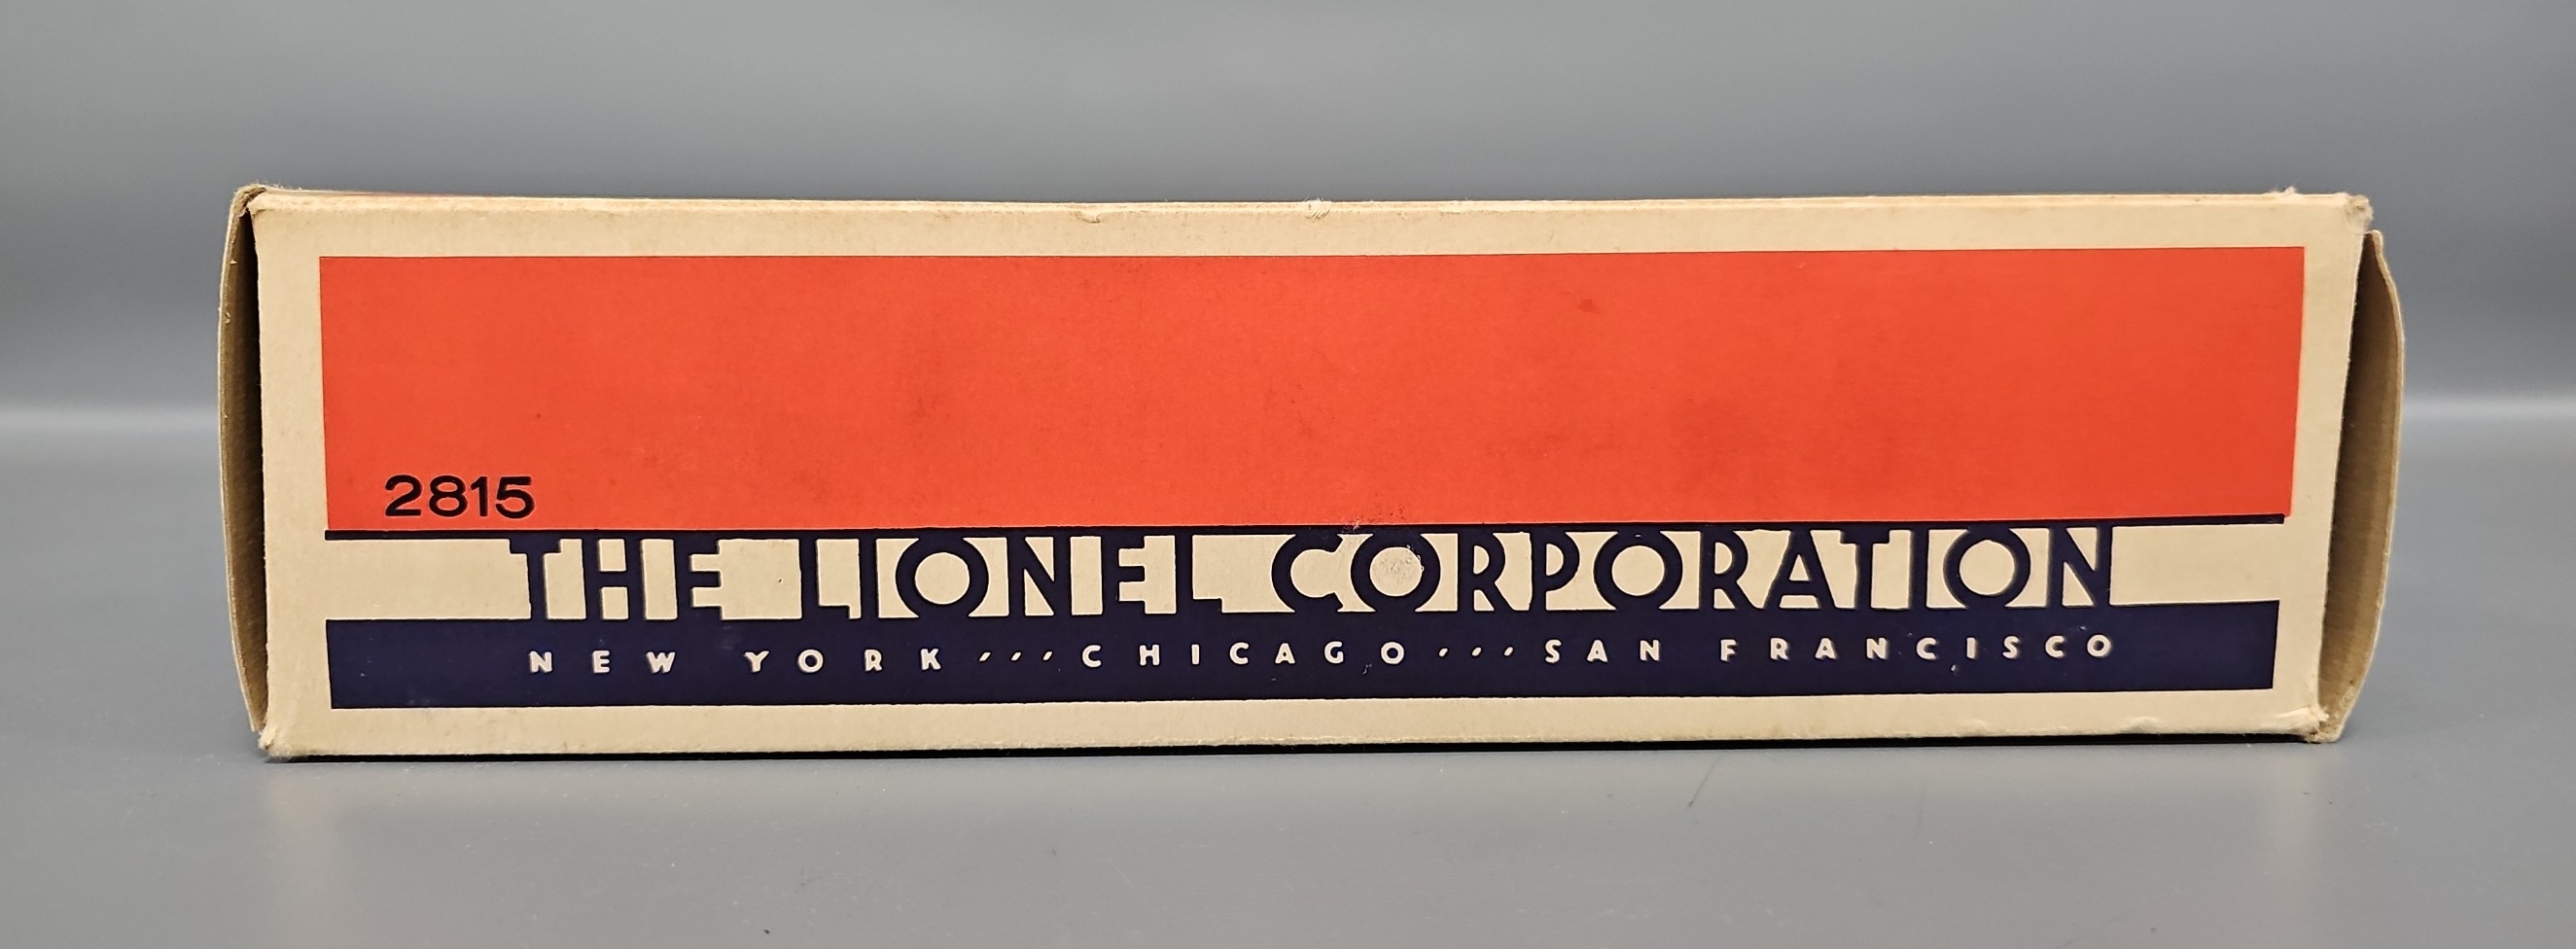 2815
THE LIONEL CORPORATION
NEW YORK ··· CHICAGO ··· SAN FRANCISCO